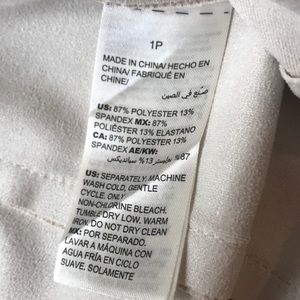 1P
MADE IN CHINA/ HECHO EN
CHINA/ FABRIQUÉ EN
CHINE/
صنع في الصين
US: 87% POLYESTER 13%
SPANDEX MX: 87%
POLIÉSTER 13% ELASTANO
CA: 87% POLYESTER 13%
SPANDEX AE/KW:
87% بوليستر 13% سبانديكس
US: SEPARATELY. MACHINE
WASH COLD, GENTLE
CYCLE. ONLY
NON-CHLORINE BLEACH.
TUMBLE DRY LOW. WARM
IRON. DO NOT DRY CLEAN
MX: POR SEPARADO.
LAVAR A MÁQUINA CON
AGUA FRÍA EN CICLO
SUAVE. SOLAMENTE